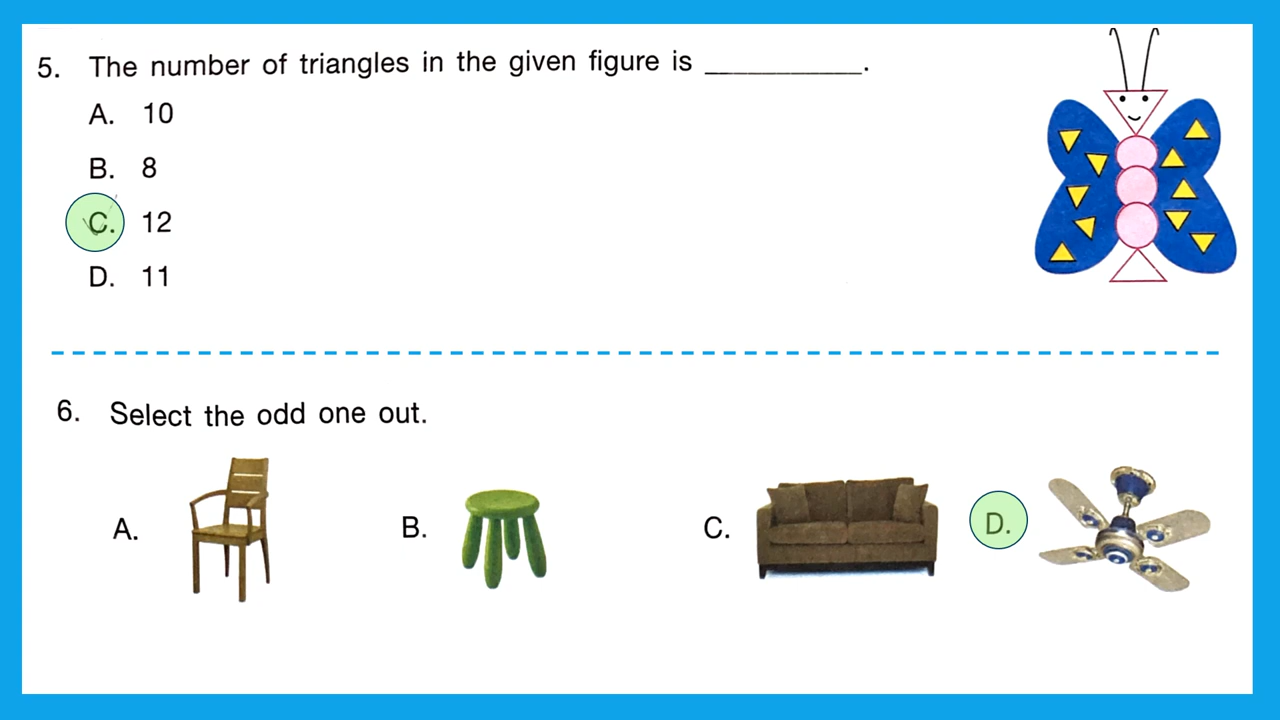 5. The number of triangles in the given figure is ___________.
A. 10
B. 8
C. 12
D. 11
6. Select the odd one out.
A. B. C. D.